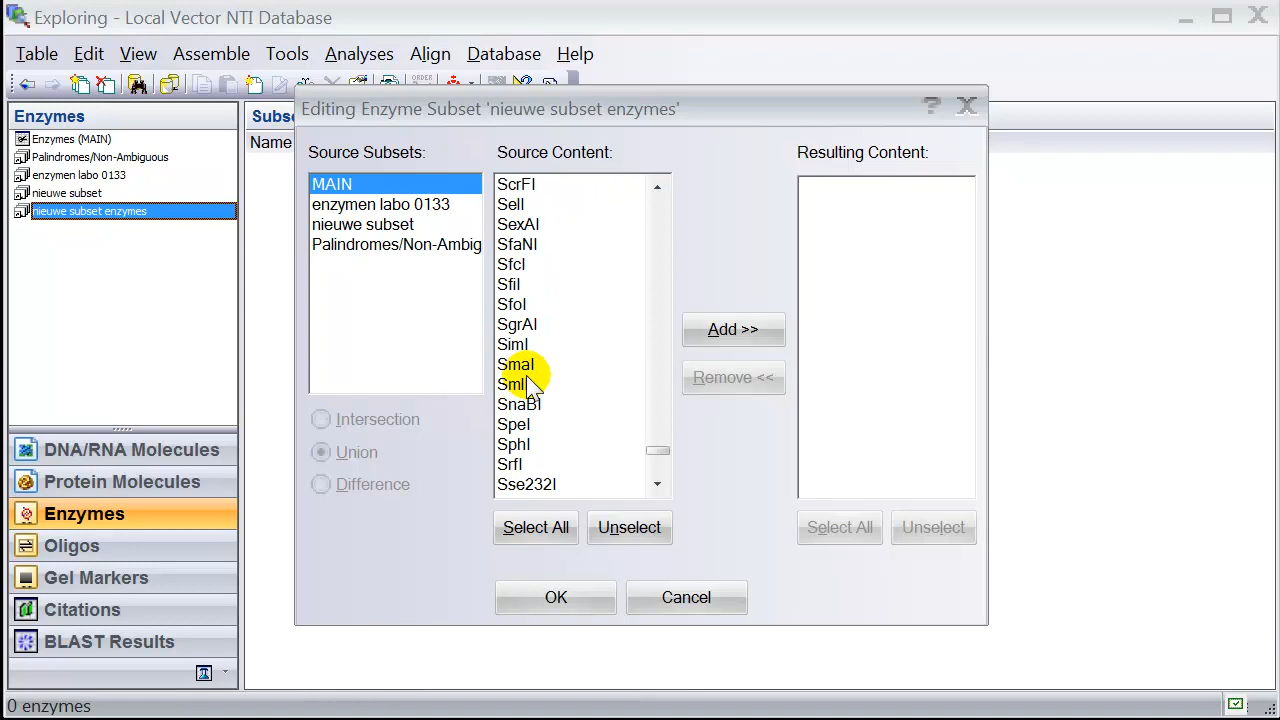 Exploring - Local Vector NTI Database
Table Edit View Assemble Tools Analyses Align Database Help
ORDER
Enzymes
Enzymes (MAIN)
Palindromes/Non-Ambiguous
enzymen labo 0133
nieuwe subset
nieuwe subset enzymes
DNA/RNA Molecules
Protein Molecules
Enzymes
Oligos
Gel Markers
Citations
BLAST Results
0 enzymes
Subse
Name
Editing Enzyme Subset 'nieuwe subset enzymes'
Source Subsets:
MAIN
enzymen labo 0133
nieuwe subset
Palindromes/Non-Ambig
Intersection
Union
Difference
Source Content:
ScrFI
SelI
SexAI
SfaNI
SfcI
SfiI
SfoI
SgrAI
SimI
SmaI
SmlI
SnaBI
SpeI
SphI
SrfI
Sse232I
Select All Unselect
Add >>
Remove <<
Resulting Content:
Select All Unselect
OK Cancel